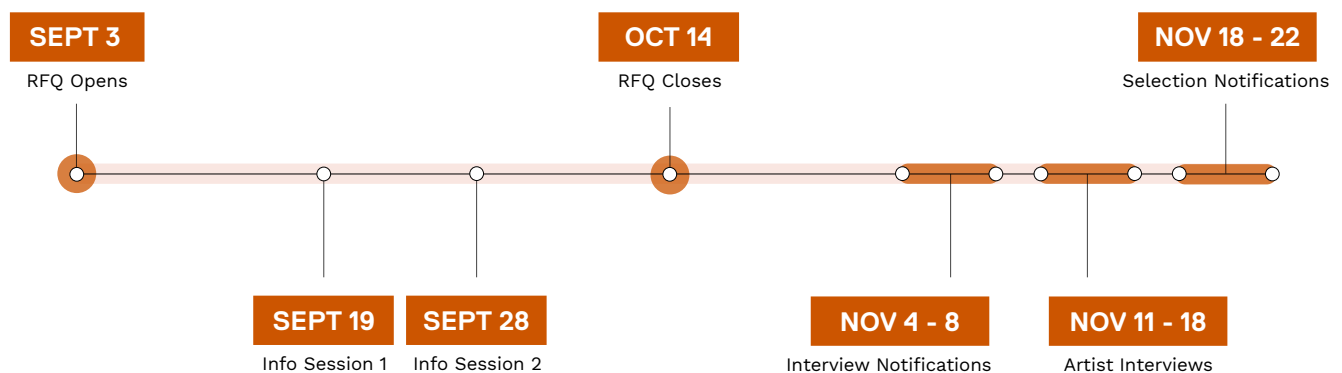 SEPT 3
RFQ Opens
OCT 14
RFQ Closes
NOV 18 - 22
Selection Notifications
SEPT 19
Info Session 1
SEPT 28
Info Session 2
NOV 4 - 8
Interview Notifications
NOV 11 - 18
Artist Interviews